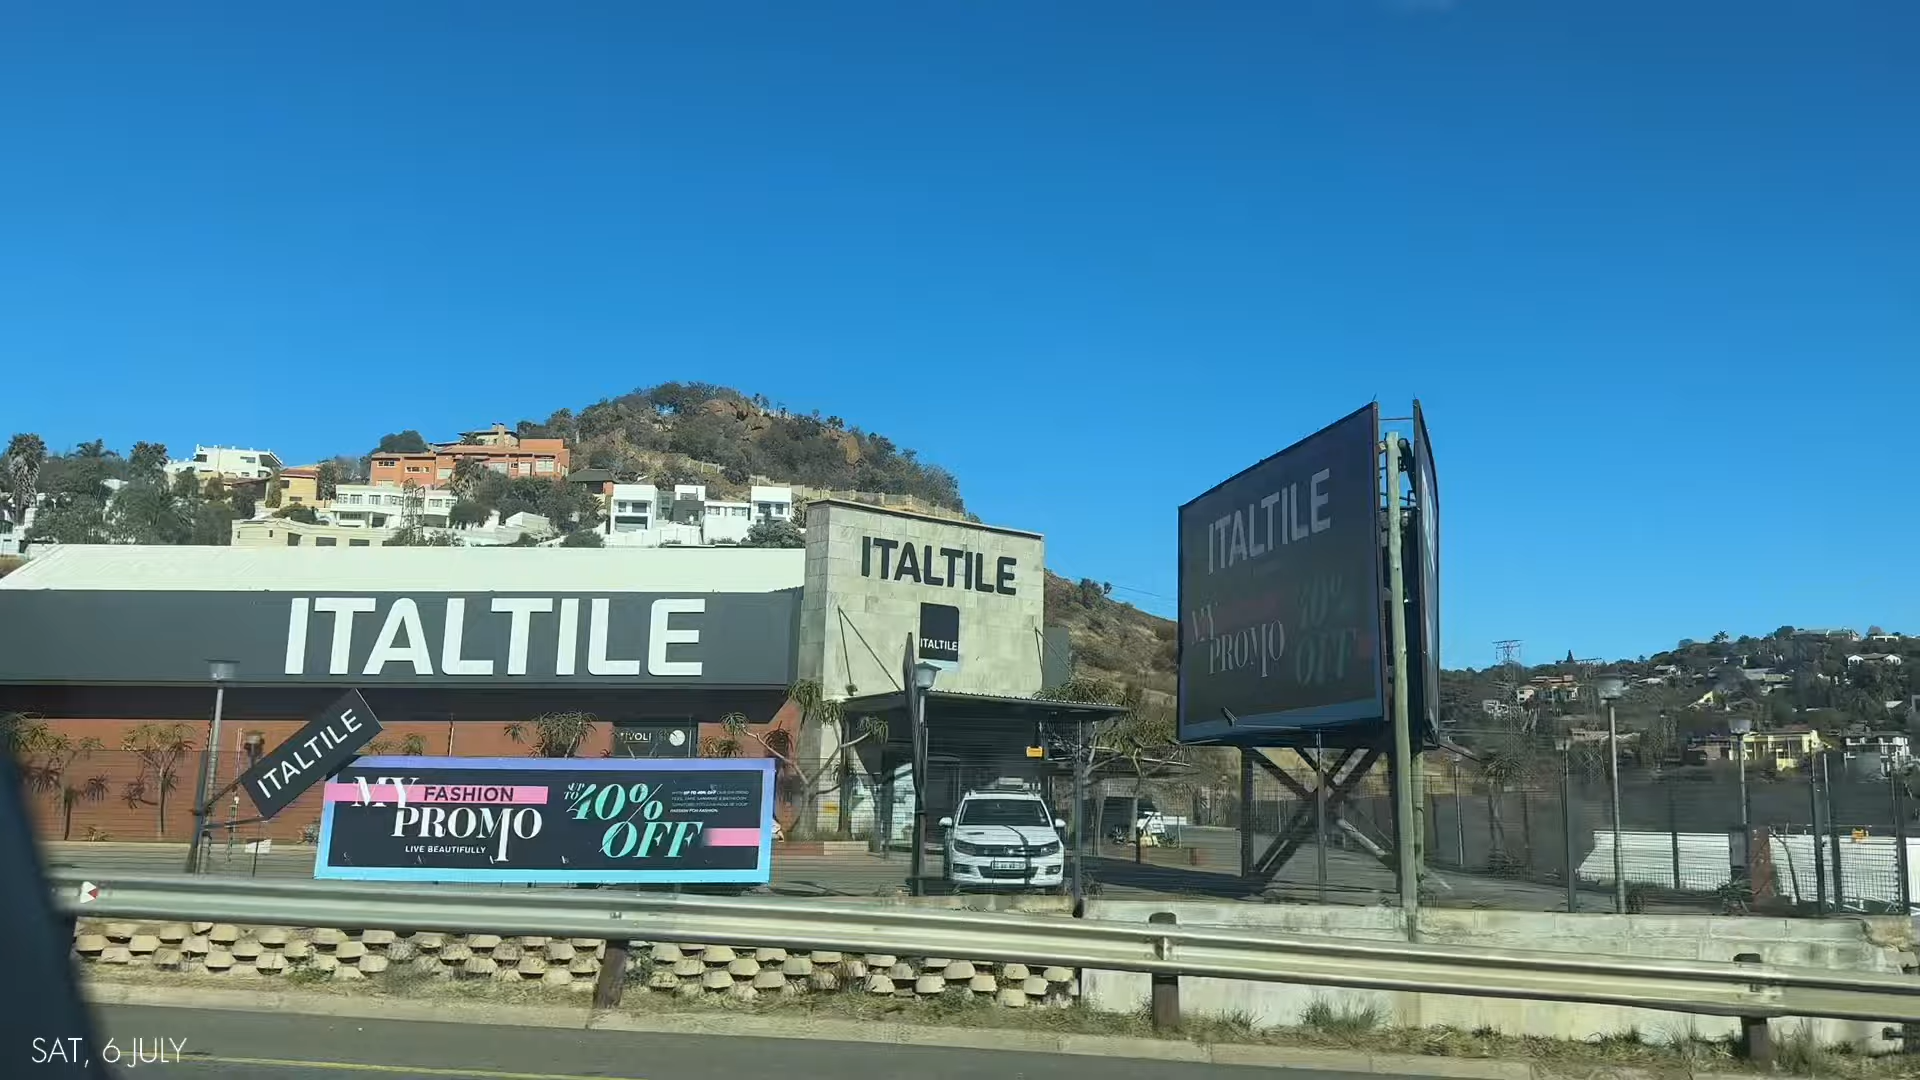 ITALTILE
ITALTILE
ITALTILE
ITALTILE
TIVOLI
MY FASHION
PROMO
LIVE BEAUTIFULLY
UP TO 40%
OFF
ITALTILE
MY
PROMO
40%
OFF
SAT, 6 JULY